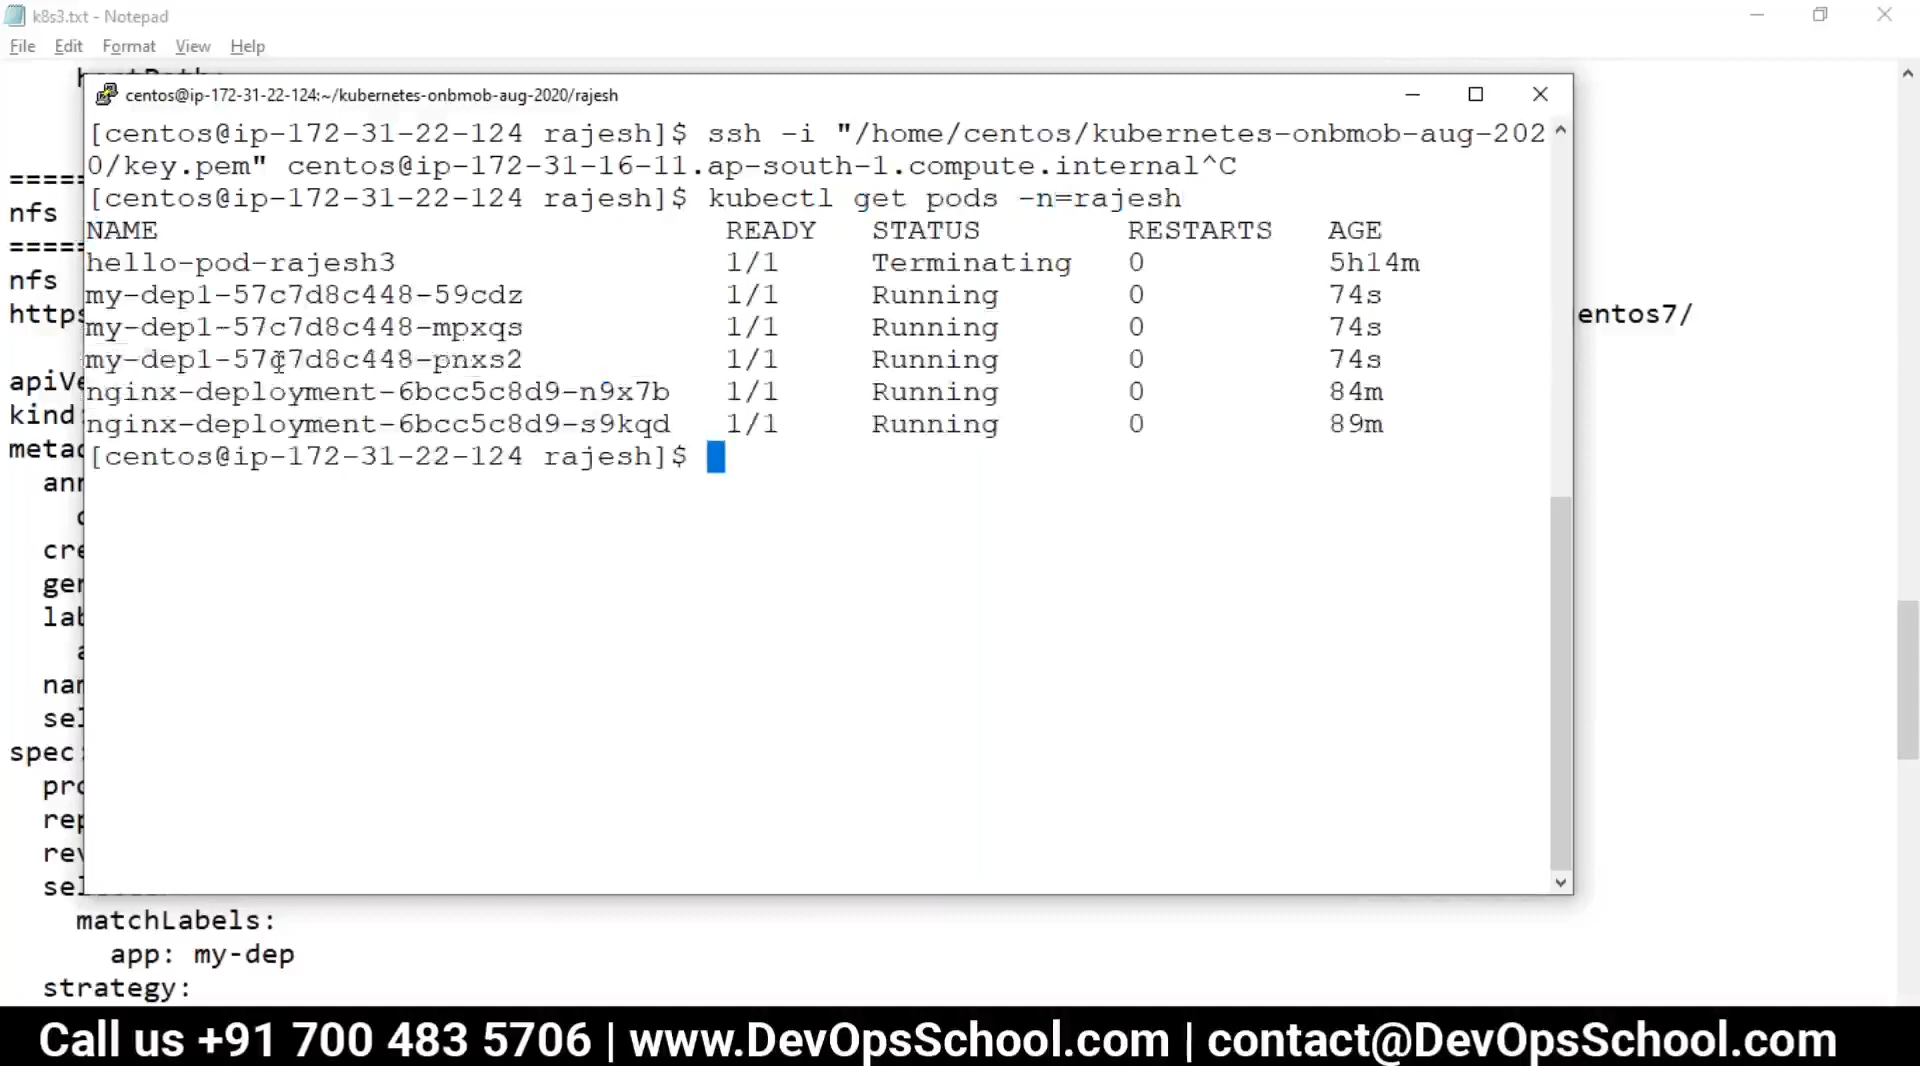 k8s3.txt - Notepad
File Edit Format View Help
centos@ip-172-31-22-124:~/kubernetes-onbmob-aug-2020/rajesh
[centos@ip-172-31-22-124 rajesh]$ ssh -i "/home/centos/kubernetes-onbmob-aug-202
0/key.pem" centos@ip-172-31-16-11.ap-south-1.compute.internal^C
[centos@ip-172-31-22-124 rajesh]$ kubectl get pods -n=rajesh
NAME READY STATUS RESTARTS AGE
hello-pod-rajesh3 1/1 Terminating 0 5h14m
my-dep1-57c7d8c448-59cdz 1/1 Running 0 74s
my-dep1-57c7d8c448-mpxqs 1/1 Running 0 74s
my-dep1-57c7d8c448-pnxs2 1/1 Running 0 74s
nginx-deployment-6bcc5c8d9-n9x7b 1/1 Running 0 84m
nginx-deployment-6bcc5c8d9-s9kqd 1/1 Running 0 89m
[centos@ip-172-31-22-124 rajesh]$
=====
nfs
=====
nfs
https entos7/
apiVe
kind:
metad
ann
c
cre
gen
lab
a
nam
sel
spec:
pro
rep
rev
matchLabels:
app: my-dep
strategy:
Call us +91 700 483 5706 | www.DevOpsSchool.com | contact@DevOpsSchool.com